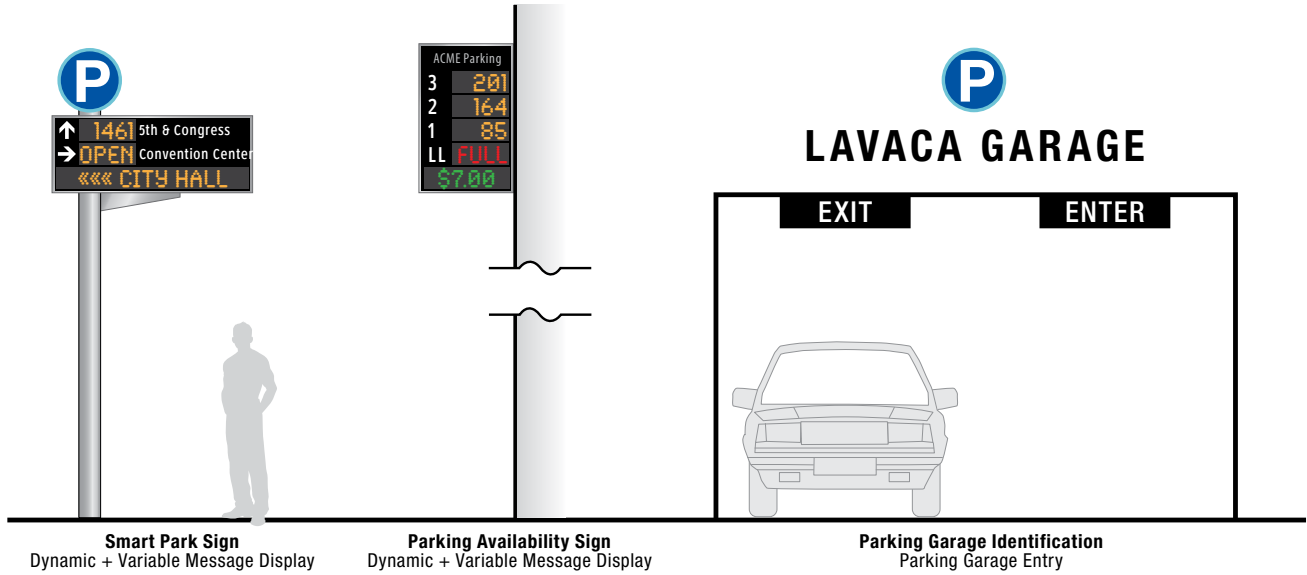 P
↑ 1461 5th & Congress
→ OPEN Convention Center
««« CITY HALL
ACME Parking
3 201
2 164
1 85
LL FULL
$7.00
P
LAVACA GARAGE
EXIT ENTER
Smart Park Sign
Dynamic + Variable Message Display
Parking Availability Sign
Dynamic + Variable Message Display
Parking Garage Identification
Parking Garage Entry